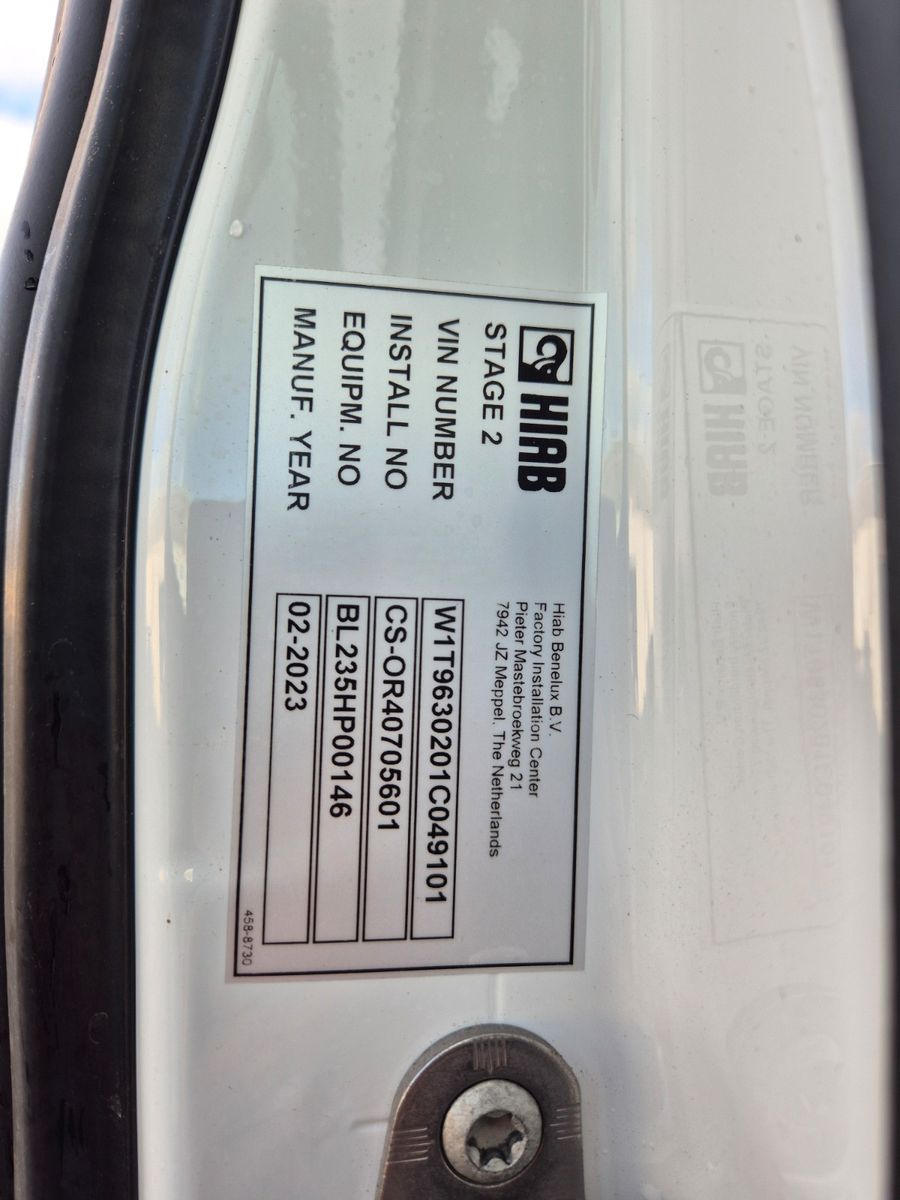 HIAB
STAGE 2
Hiab Benelux B.V.
Factory Installation Center
Pieter Mastebroekweg 21
7942 JZ Meppel. The Netherlands
VIN NUMBER W1T9630201C049101
INSTALL NO CS-OR40705601
EQUIPM. NO BL235HP00146
MANUF. YEAR 02-2023
458-8730